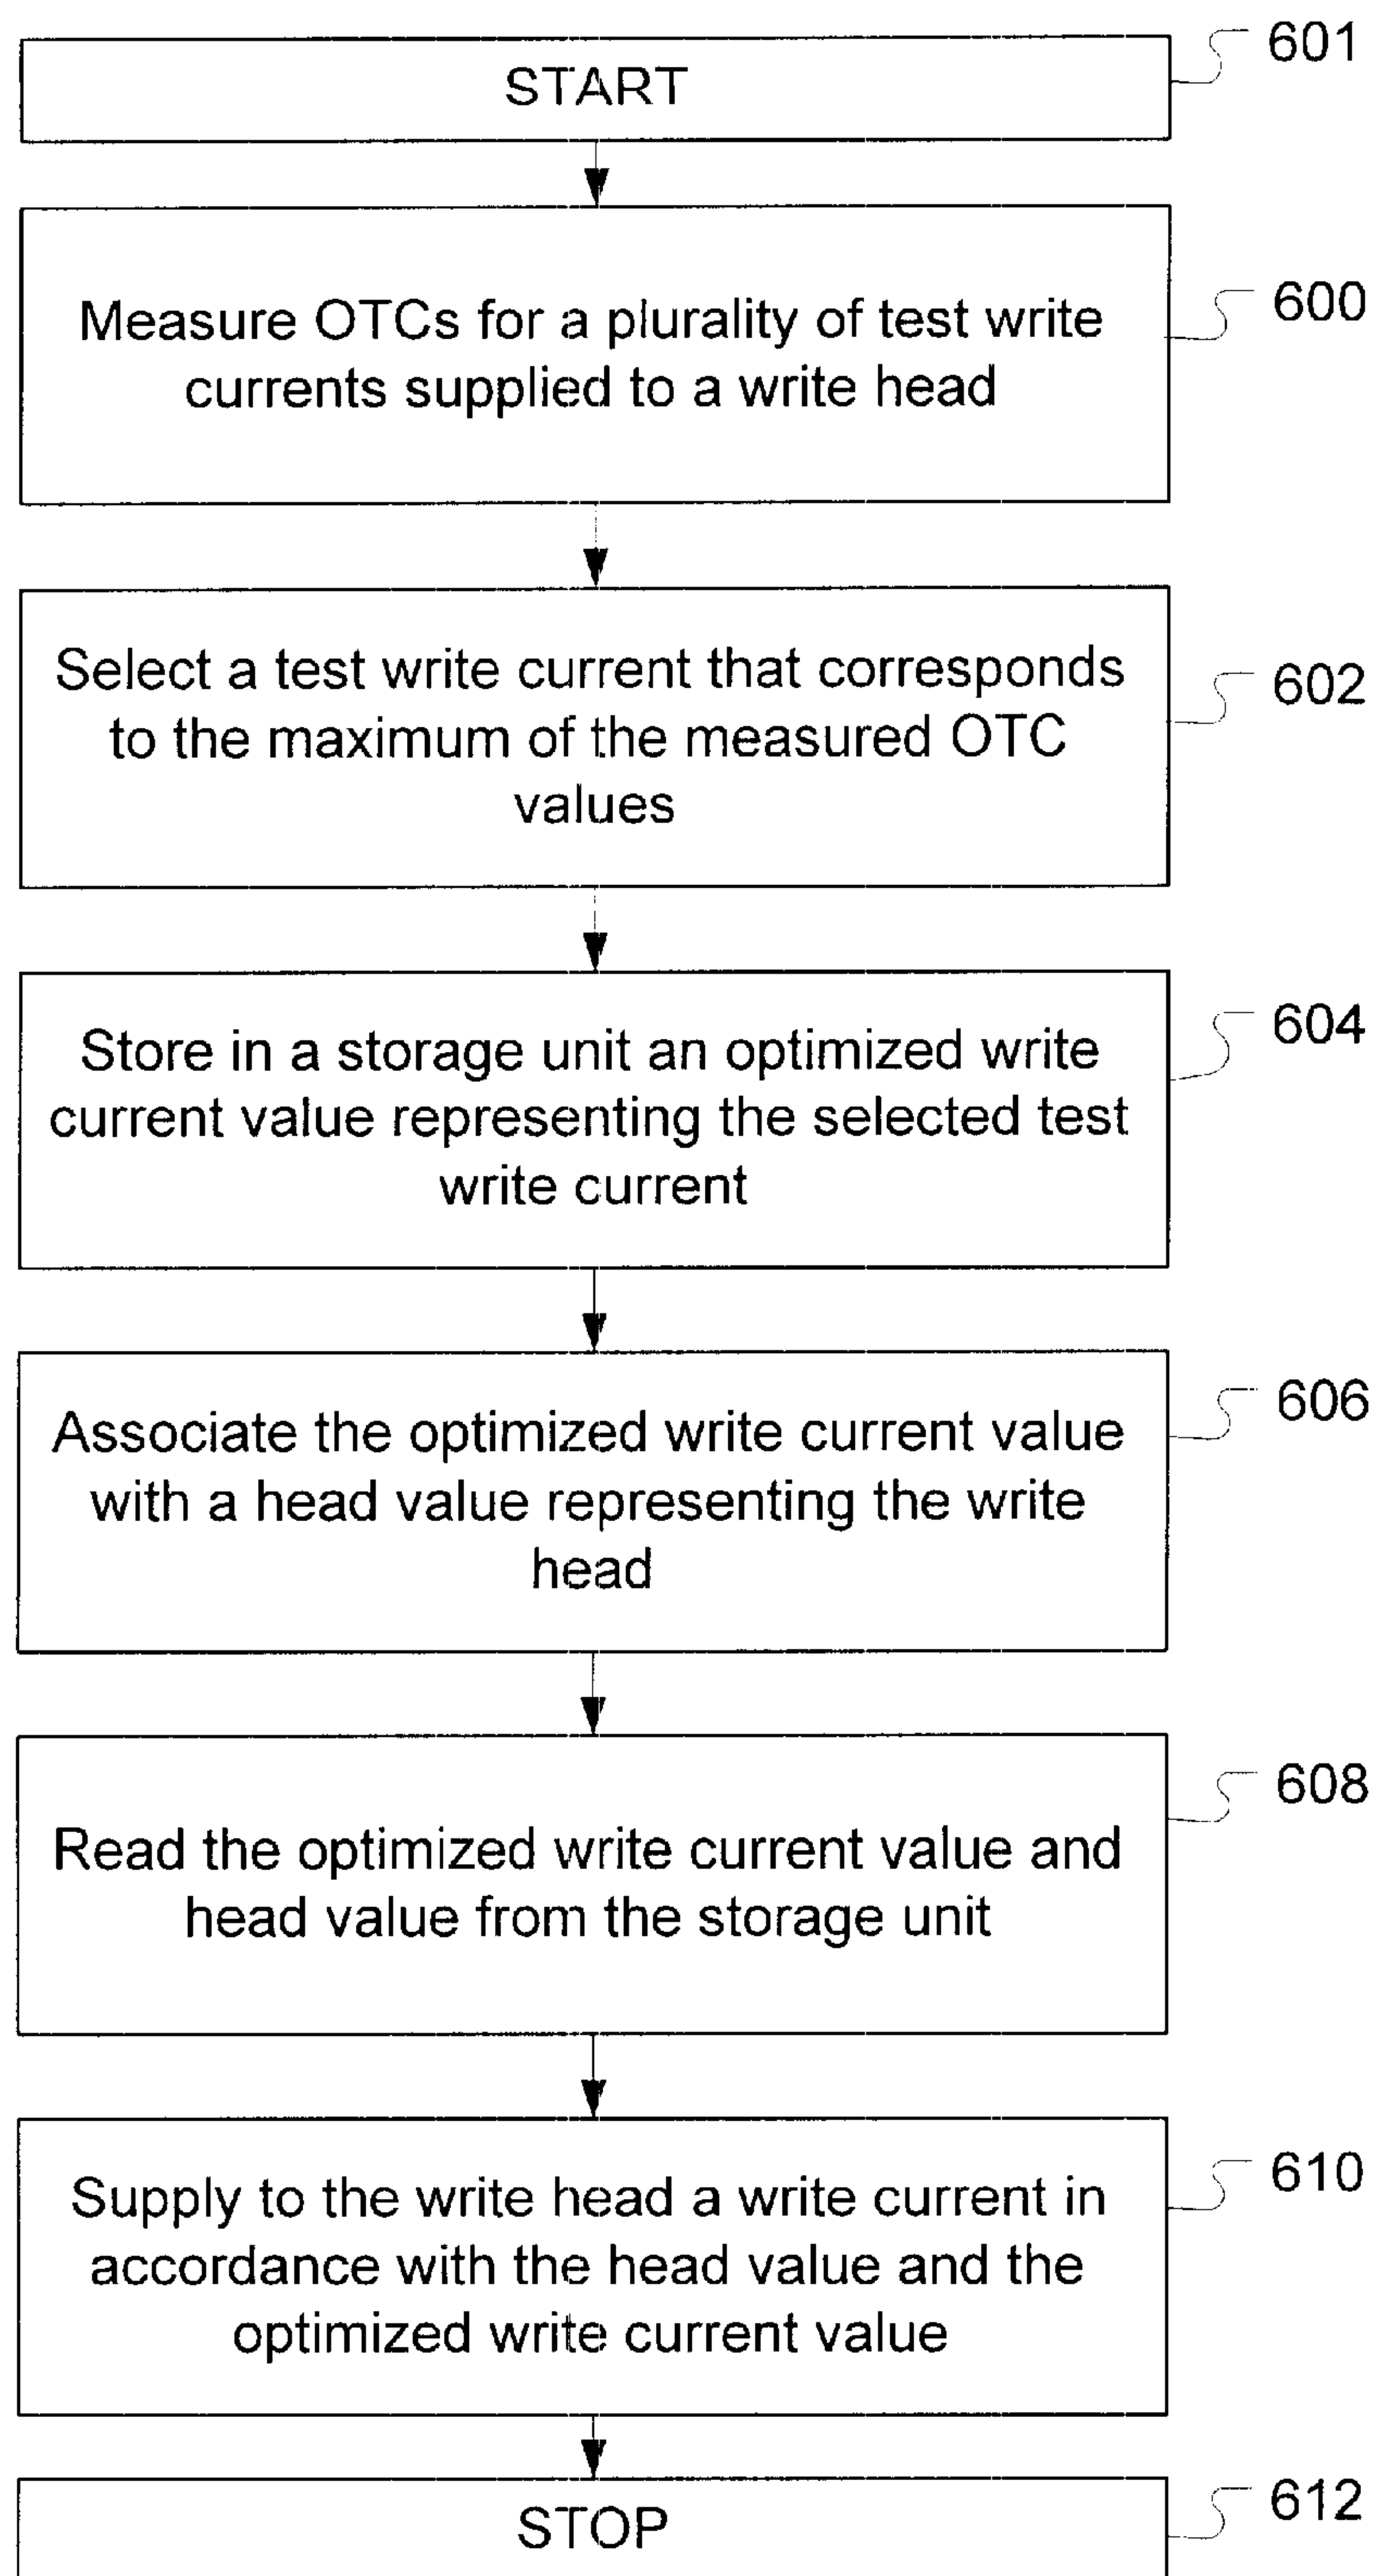 START
601
Measure OTCs for a plurality of test write
currents supplied to a write head
600
Select a test write current that corresponds
to the maximum of the measured OTC
values
602
Store in a storage unit an optimized write
current value representing the selected test
write current
604
Associate the optimized write current value
with a head value representing the write
head
606
Read the optimized write current value and
head value from the storage unit
608
Supply to the write head a write current in
accordance with the head value and the
optimized write current value
610
STOP
612